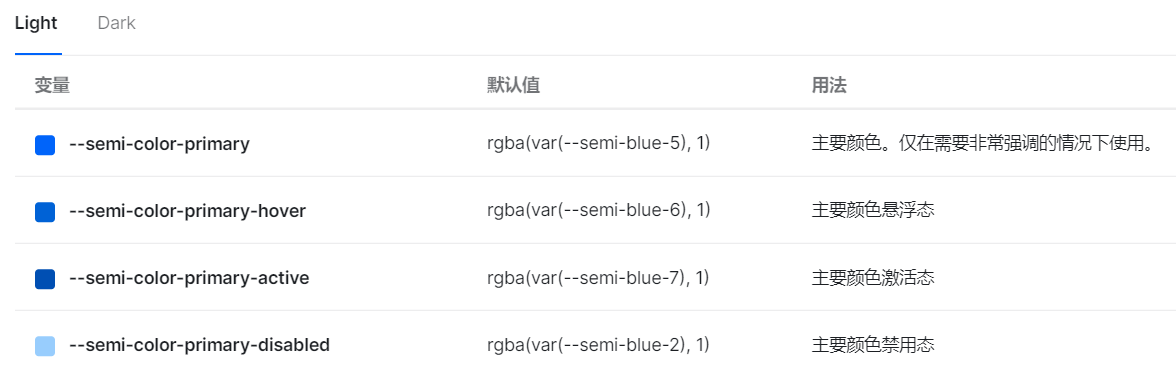 Light Dark
变量 默认值 用法
--semi-color-primary rgba(var(--semi-blue-5), 1) 主要颜色。仅在需要非常强调的情况下使用。
--semi-color-primary-hover rgba(var(--semi-blue-6), 1) 主要颜色悬浮态
--semi-color-primary-active rgba(var(--semi-blue-7), 1) 主要颜色激活态
--semi-color-primary-disabled rgba(var(--semi-blue-2), 1) 主要颜色禁用态